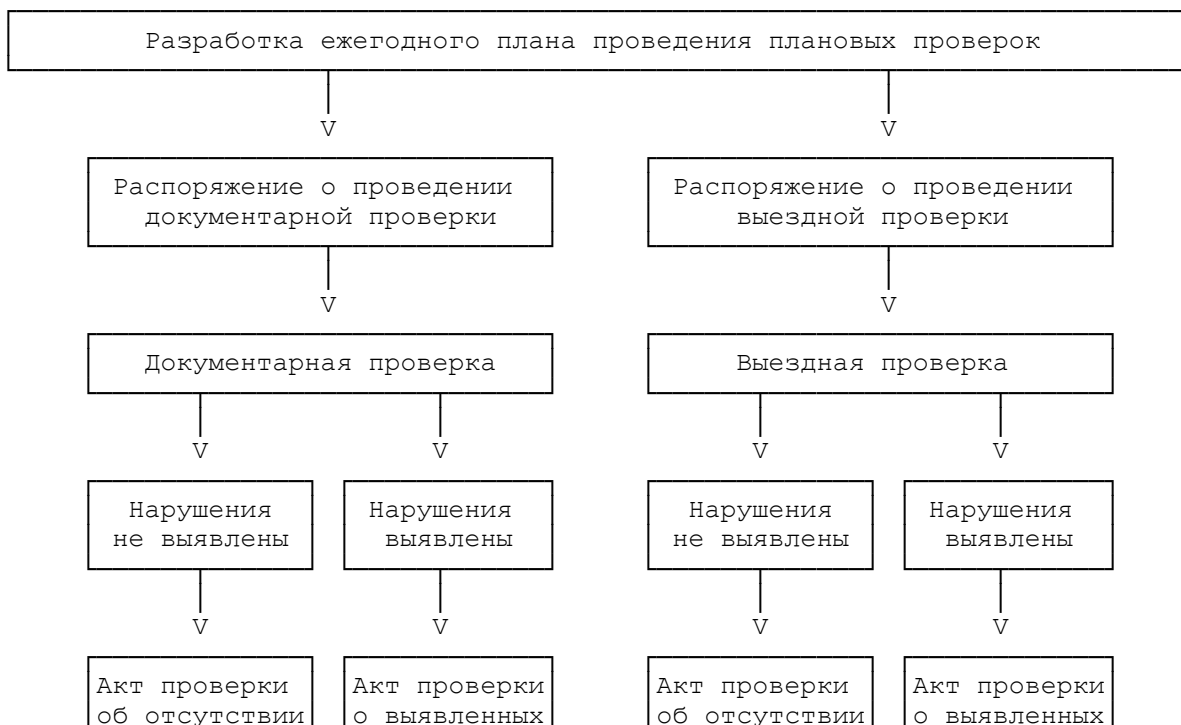 Разработка ежегодного плана проведения плановых проверок
V V
Распоряжение о проведении Распоряжение о проведении
документарной проверки выездной проверки
V V
Документарная проверка Выездная проверка
V V V V
Нарушения Нарушения Нарушения Нарушения
не выявлены выявлены не выявлены выявлены
V V V V
Акт проверки Акт проверки Акт проверки Акт проверки
об отсутствии о выявленных об отсутствии о выявленных